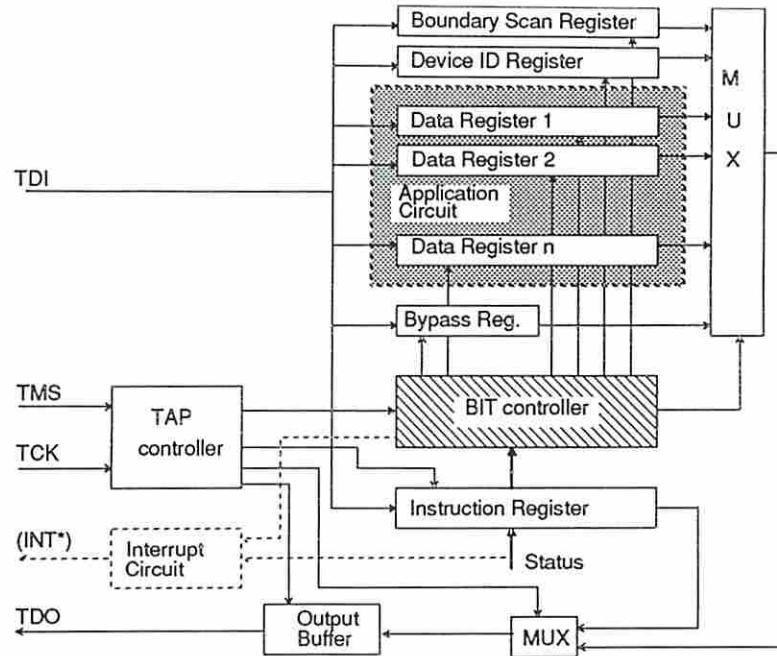 Boundary Scan Register
Device ID Register
M
U
X
Data Register 1
Data Register 2
TDI
Application
Circuit
Data Register n
Bypass Reg.
TMS
TAP
controller
BIT controller
TCK
Instruction Register
(INT*)
Interrupt
Circuit
Status
TDO
Output
Buffer
MUX